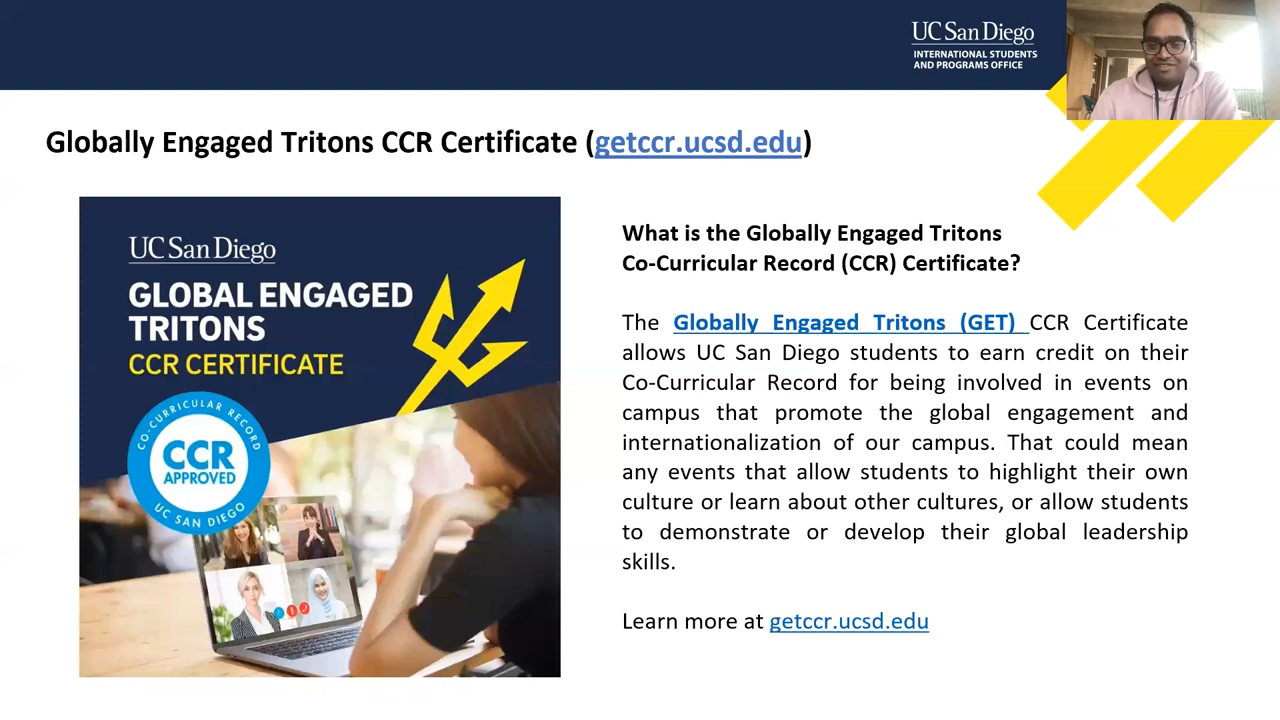 UC San Diego
INTERNATIONAL STUDENTS
AND PROGRAMS OFFICE
Globally Engaged Tritons CCR Certificate (getccr.ucsd.edu)
UC San Diego
GLOBAL ENGAGED
TRITONS
CCR CERTIFICATE
CO-CURRICULAR RECORD
CCR
APPROVED
UC SAN DIEGO
What is the Globally Engaged Tritons
Co-Curricular Record (CCR) Certificate?
The Globally Engaged Tritons (GET) CCR Certificate
allows UC San Diego students to earn credit on their
Co-Curricular Record for being involved in events on
campus that promote the global engagement and
internationalization of our campus. That could mean
any events that allow students to highlight their own
culture or learn about other cultures, or allow students
to demonstrate or develop their global leadership
skills.
Learn more at getccr.ucsd.edu